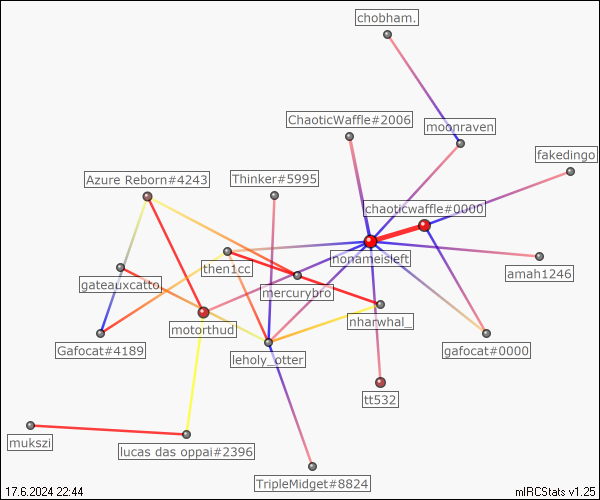 chobham.
ChaoticWaffle#2006
moonraven
fakedingo
Azure Reborn#4243
Thinker#5995
chaoticwaffle#0000
nonameisleft
then1cc
amah1246
gateauxcatto
mercurybro
nharwhal_
motorthud
Gafocat#4189
leholy_otter
gafocat#0000
tt532
mukszi
lucas das oppai#2396
TripleMidget#8824
17.6.2024 22:44
mIRCStats v1.25